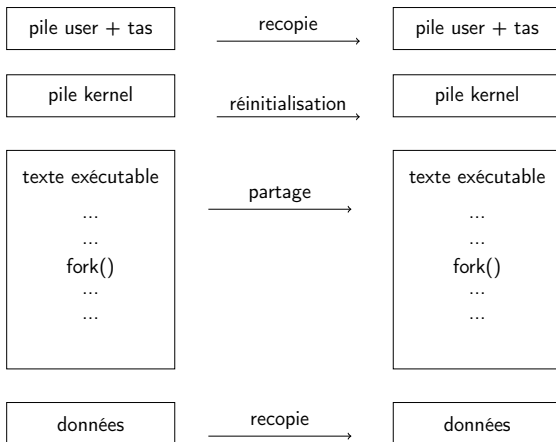 pile user + tas
recopie
pile user + tas
pile kernel
réinitialisation
pile kernel
texte exécutable
...
...
fork()
...
...
partage
texte exécutable
...
...
fork()
...
...
données
recopie
données